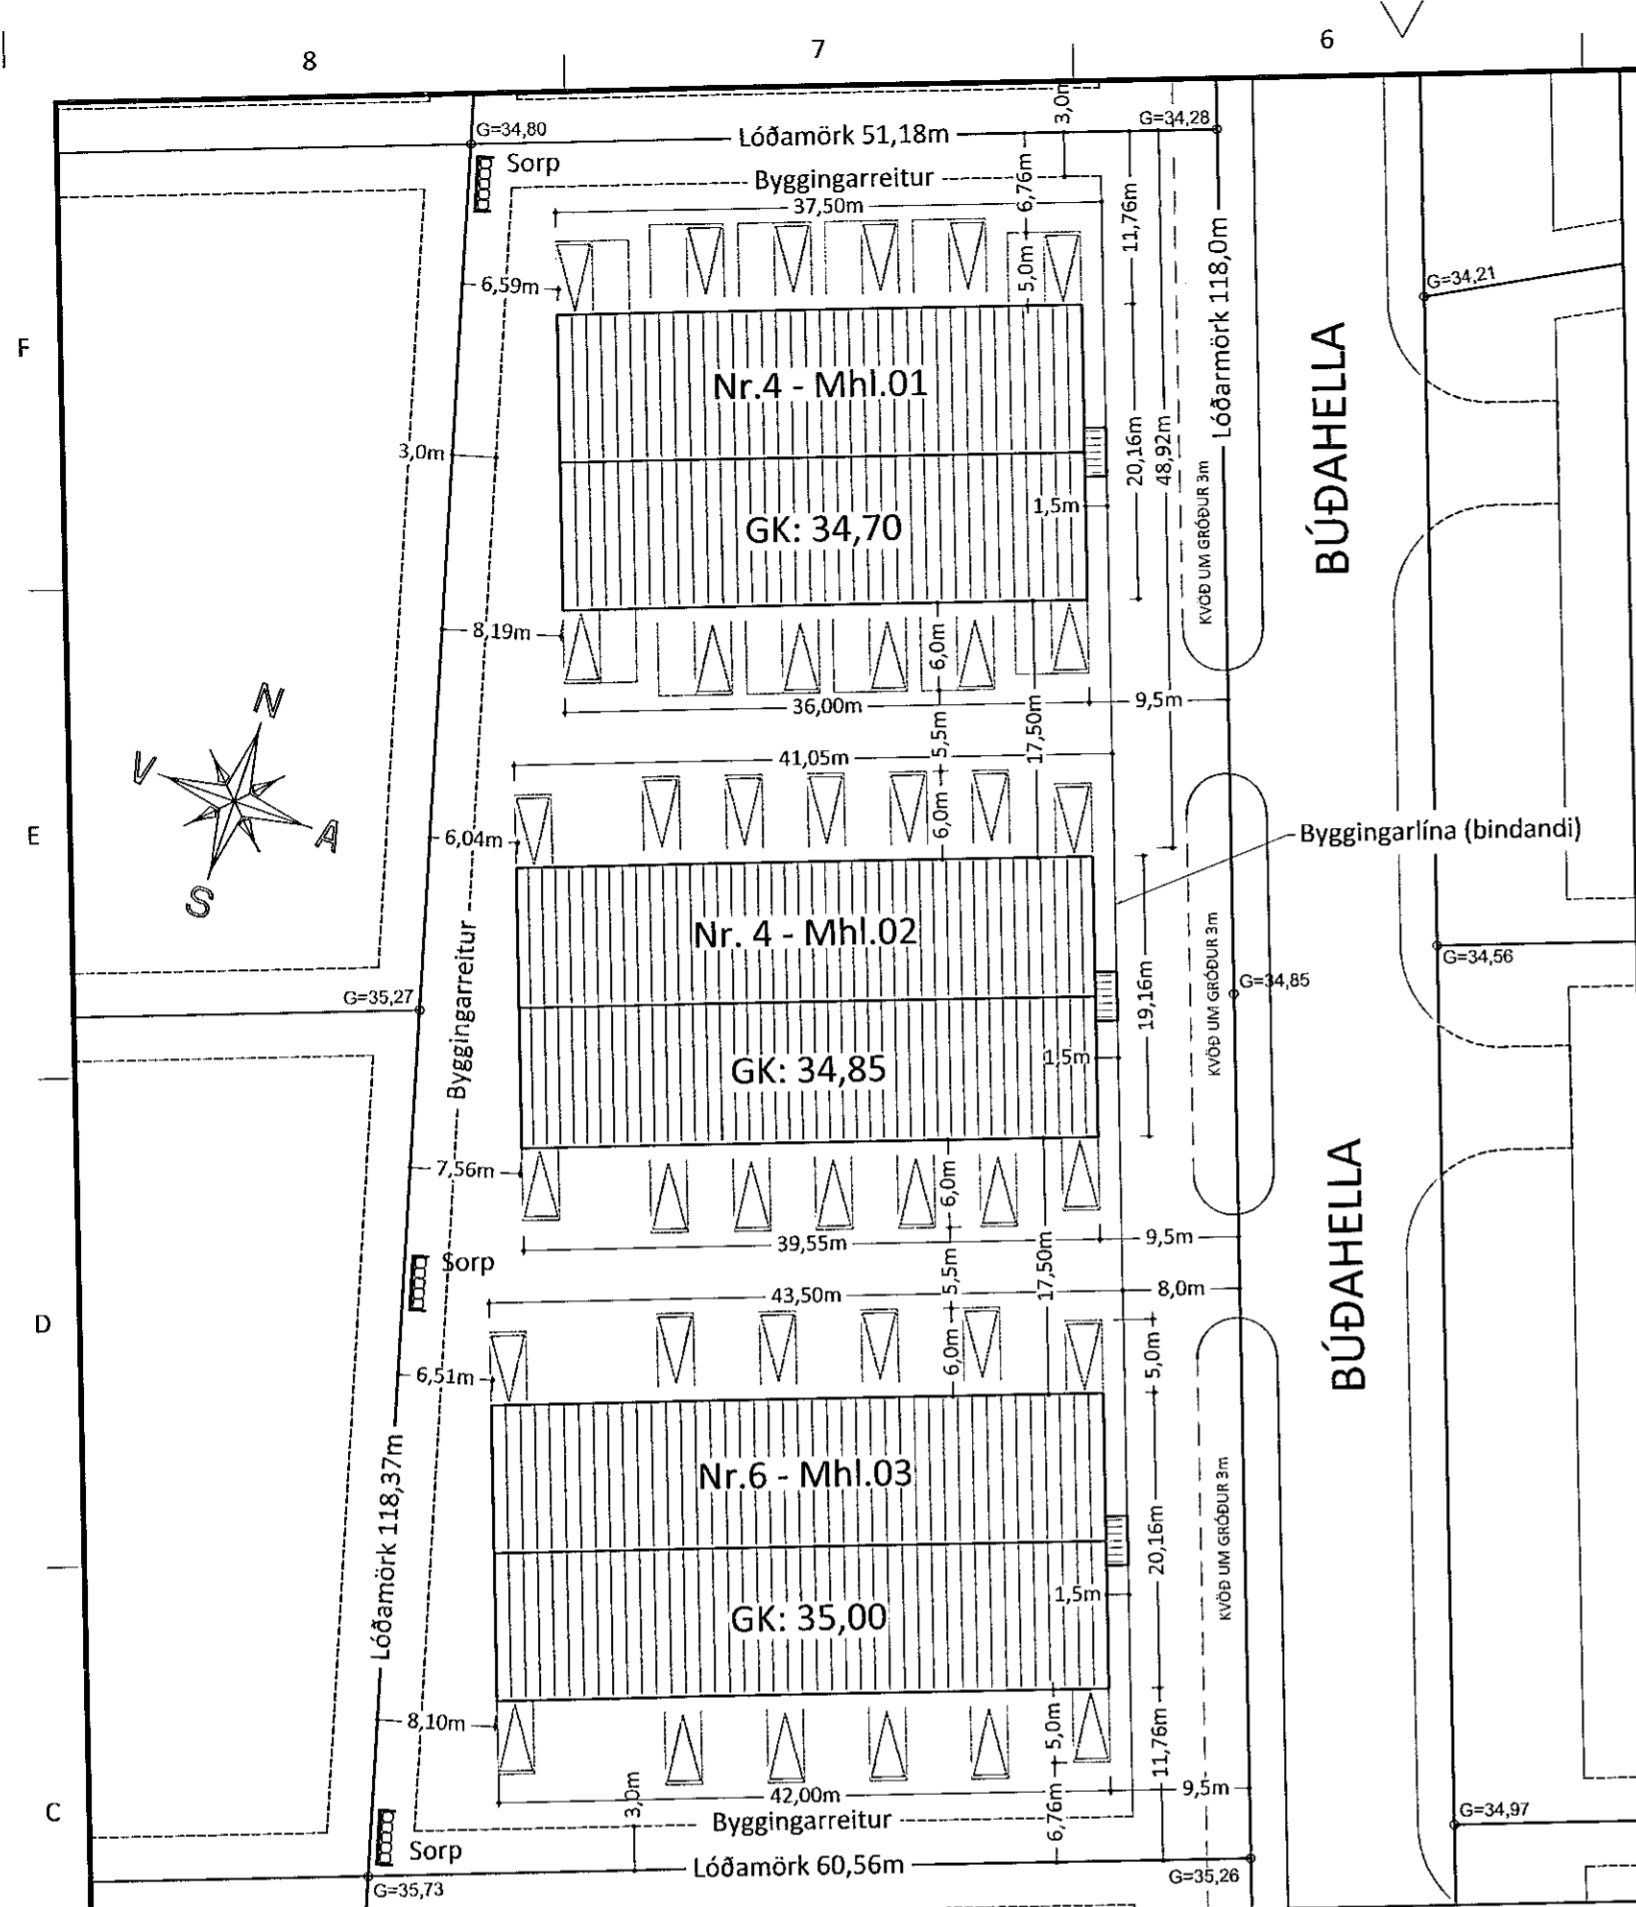 8
7
6
F
E
D
C
3,0m
G=34,80
Lóðamörk 51,18m
G=34,28
Sorp
Byggingarreitur
37,50m
6,76m
11,76m
Lóðarmörk 118,0m
6,59m
5,0m
G=34,21
Nr.4 - Mhl.01
BÚÐAHELLA
3,0m
20,16m
48,92m
KVÖÐ UM GRÓÐUR 3m
1,5m
GK: 34,70
8,19m
6,0m
36,00m
9,5m
5,5m
17,50m
N
V
A
S
41,05m
6,0m
6,04m
Byggingarlína (bindandi)
Nr. 4 - Mhl.02
Byggingarreitur
KVÖÐ UM GRÓÐUR 3m
G=34,56
G=35,27
G=34,85
19,16m
GK: 34,85
1,5m
7,56m
6,0m
BÚÐAHELLA
39,55m
9,5m
Sorp
5,5m
17,50m
43,50m
8,0m
6,0m
5,0m
6,51m
Lóðamörk 118,37m
Nr.6 - Mhl.03
20,16m
KVÖÐ UM GRÓÐUR 3m
1,5m
GK: 35,00
8,10m
5,0m
11,76m
3,0m
42,00m
9,5m
6,76m
Byggingarreitur
G=34,97
Sorp
Lóðamörk 60,56m
G=35,73
G=35,26